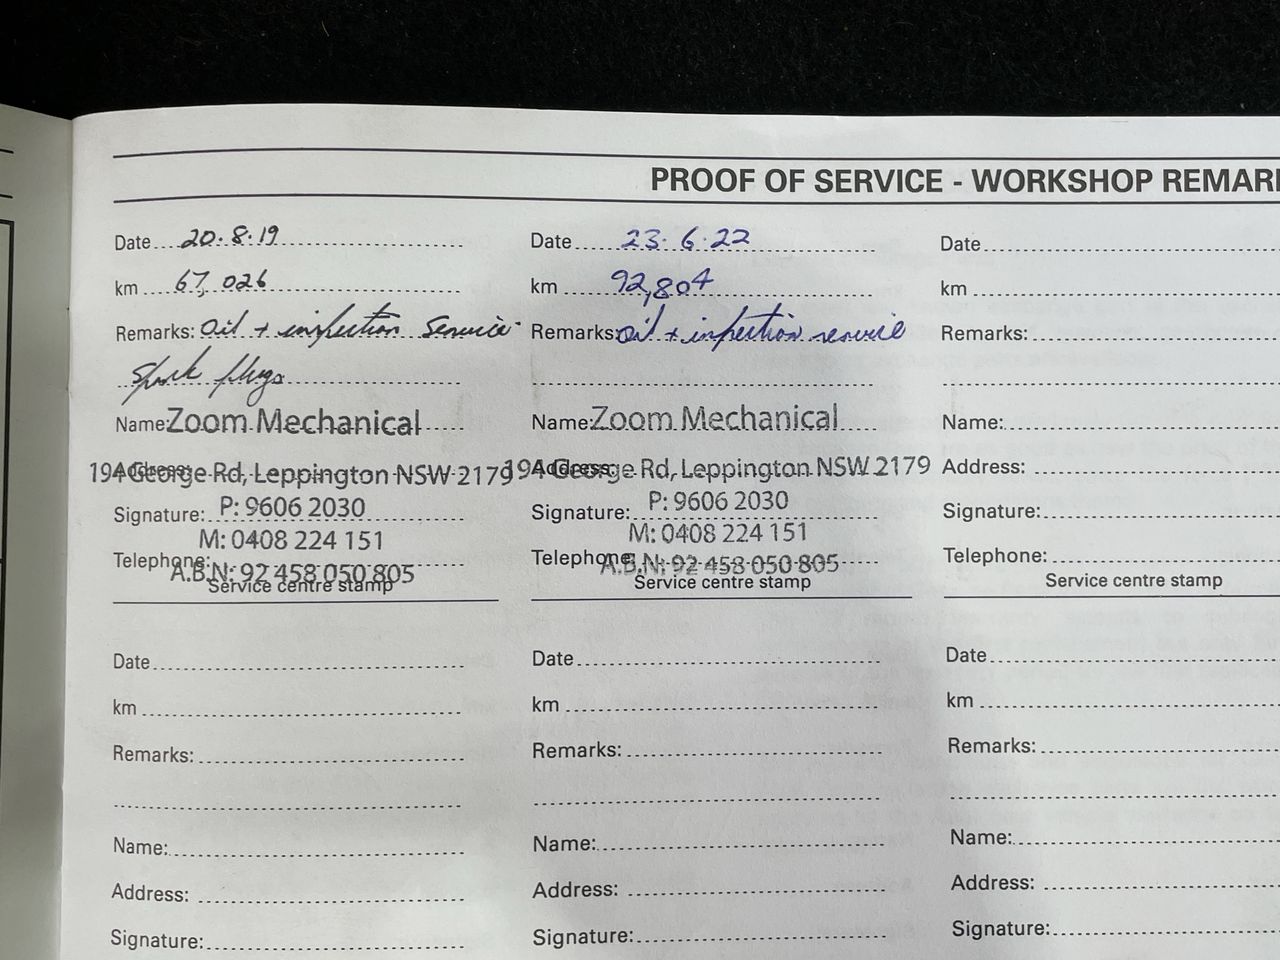 PROOF OF SERVICE - WORKSHOP REMAR
Date 20.8.19
km 67,026
Remarks: Oil + inspection Service.
Spark plugs
Name: Zoom Mechanical
Address: 194 George Rd, Leppington NSW 2179
Signature: P: 9606 2030
M: 0408 224 151
Telephone:
A.B.N: 92 458 050 805
Service centre stamp
Date 23.6.22
km 92,804
Remarks: oil + inspection service
Name: Zoom Mechanical
Address: 194 George Rd, Leppington NSW 2179
Signature: P: 9606 2030
M: 0408 224 151
Telephone:
A.B.N: 92 458 050 805
Service centre stamp
Date
km
Remarks:
Name:
Address:
Signature:
Telephone:
Service centre stamp
Date
km
Remarks:
Name:
Address:
Signature:
Date
km
Remarks:
Name:
Address:
Signature:
Date
km
Remarks:
Name:
Address:
Signature: